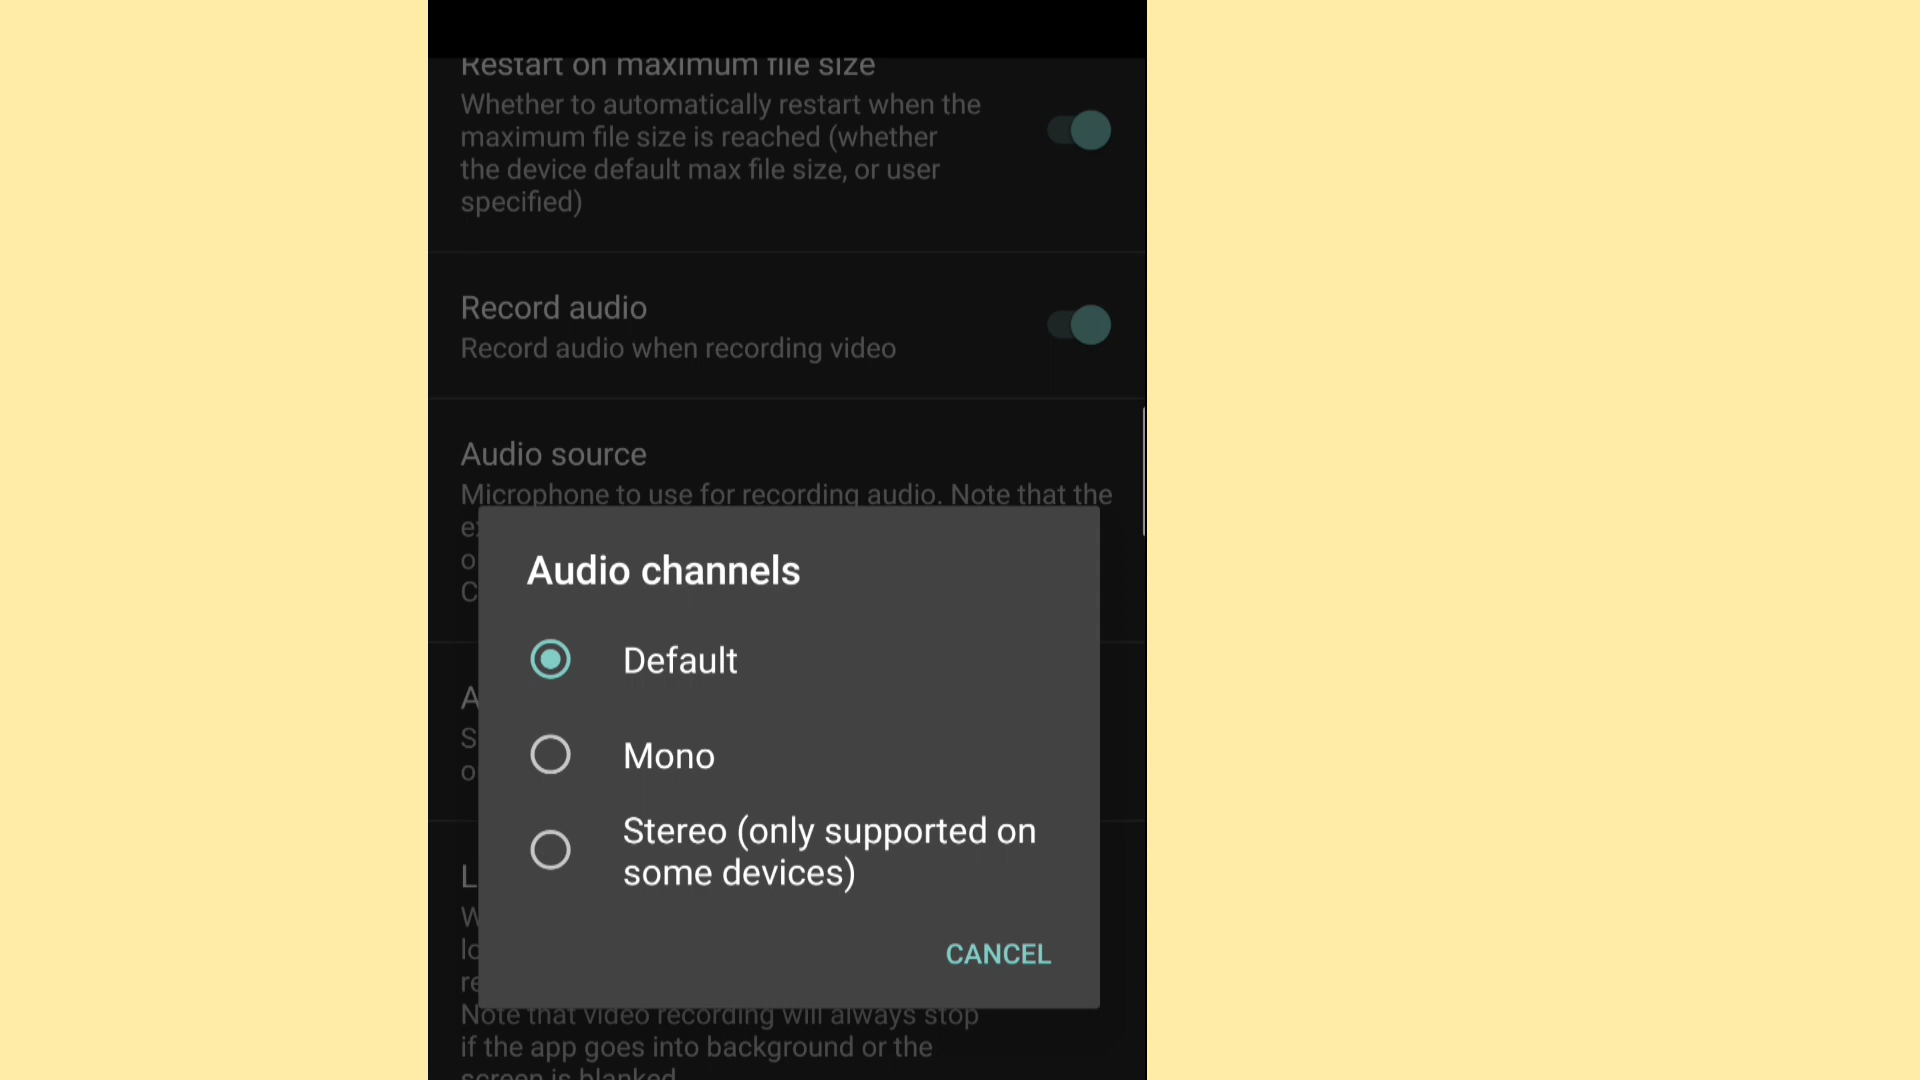 Restart on maximum file size
Whether to automatically restart when the
maximum file size is reached (whether
the device default max file size, or user
specified)
Record audio
Record audio when recording video
Audio source
Microphone to use for recording audio. Note that the
Audio channels
Default
Mono
Stereo (only supported on
some devices)
CANCEL
Note that video recording will always stop
if the app goes into background or the
screen is blanked